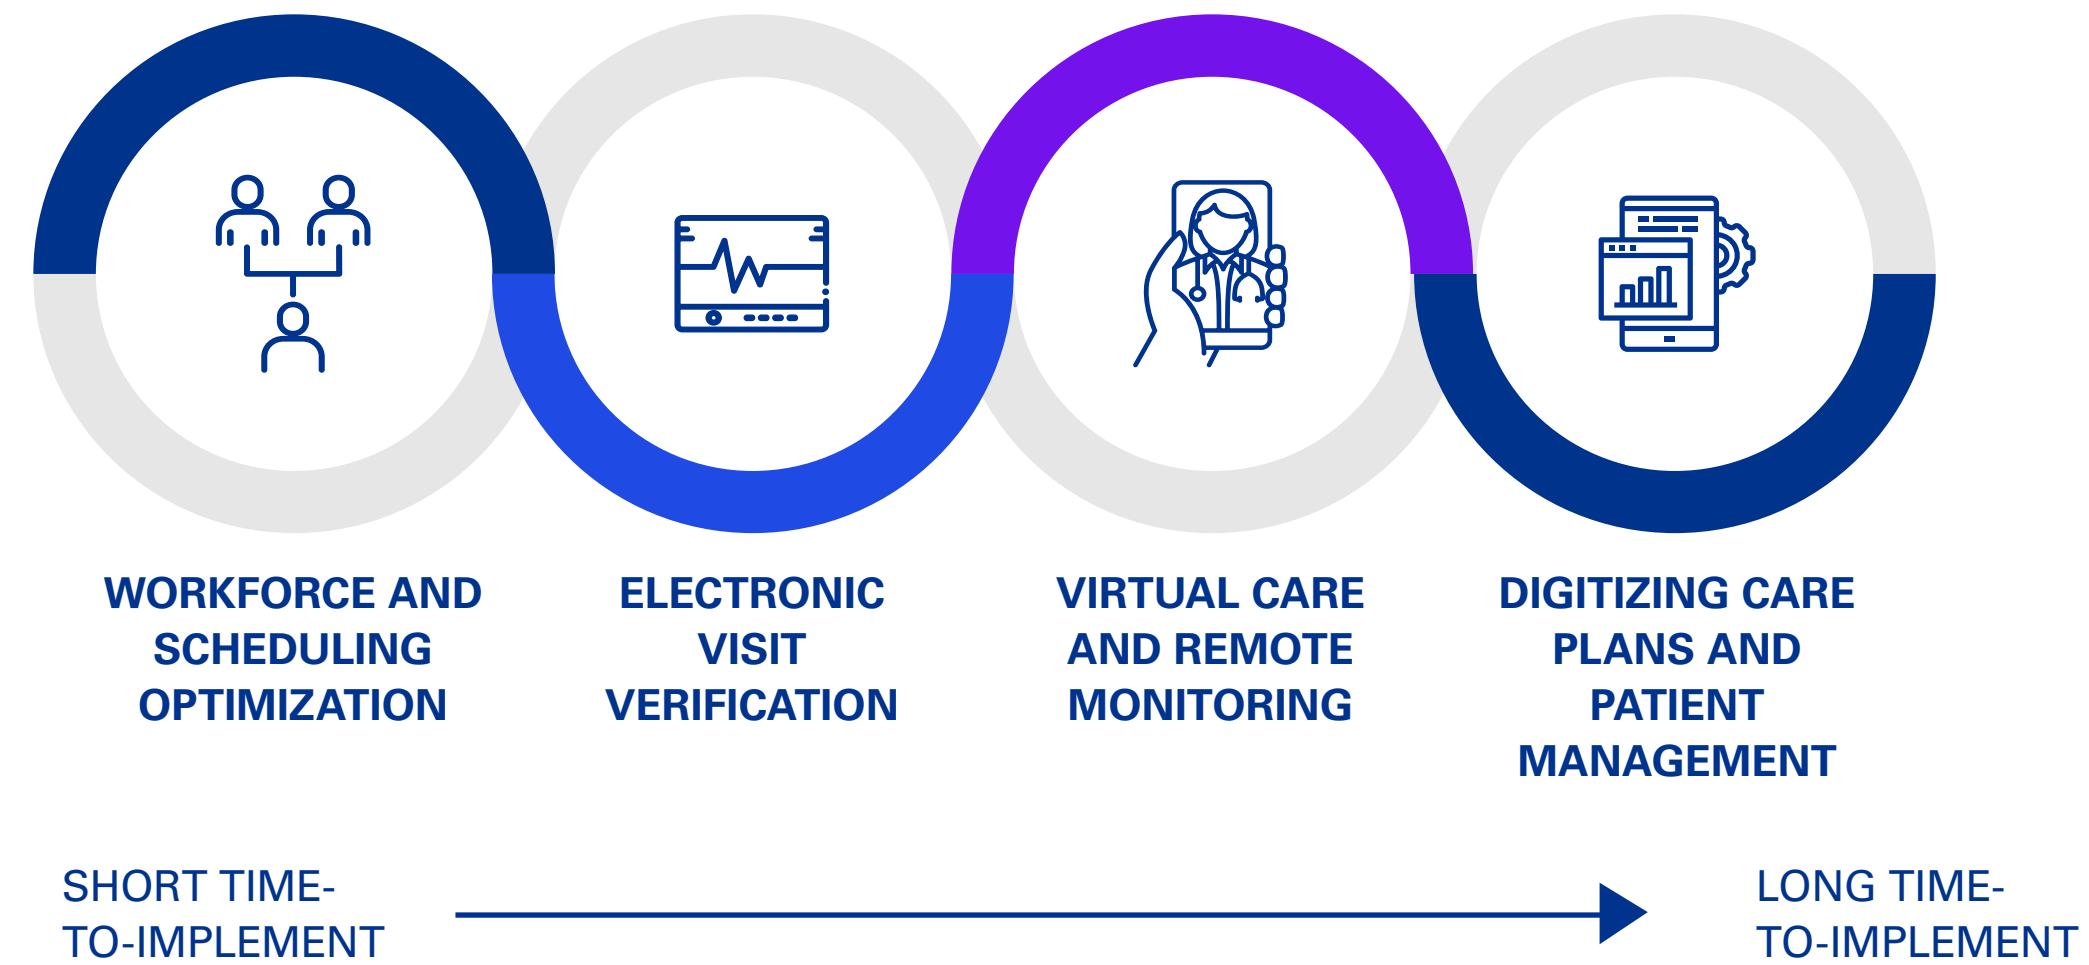 WORKFORCE AND
SCHEDULING
OPTIMIZATION
ELECTRONIC
VISIT
VERIFICATION
VIRTUAL CARE
AND REMOTE
MONITORING
DIGITIZING CARE
PLANS AND
PATIENT
MANAGEMENT
SHORT TIME-
TO-IMPLEMENT
LONG TIME-
TO-IMPLEMENT